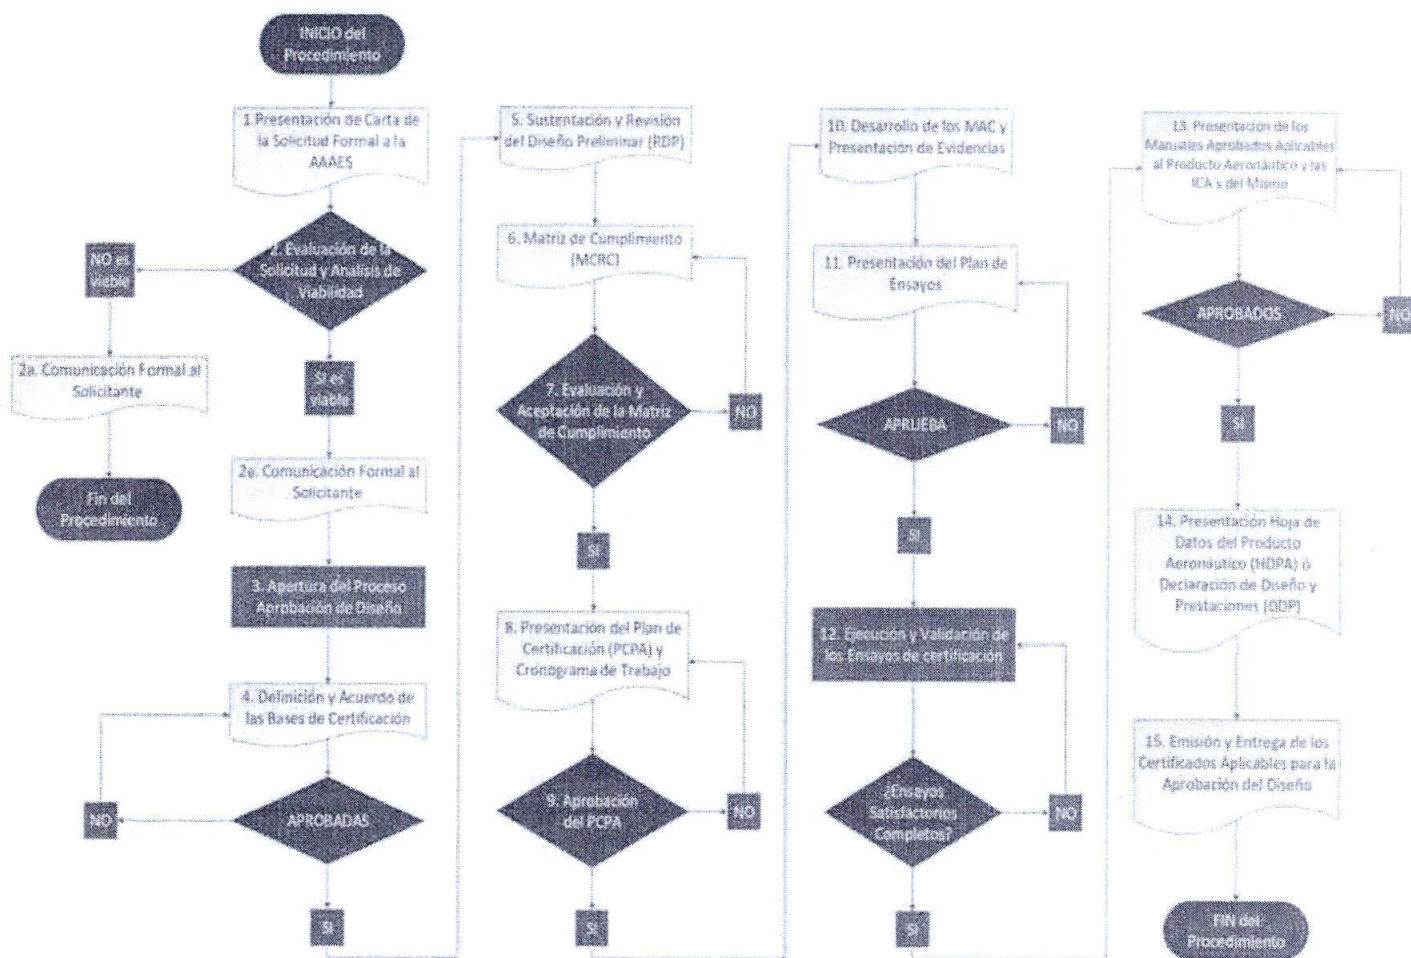 INICIO del
Procedimiento
1.Presentación de Carta de
la Solicitud Formal a la
AAAES
2. Evaluación de la
Solicitud y Análisis de
Viabilidad
NO es
viable
2a. Comunicación Formal al
Solicitante
Fin del
Procedimiento
SI es
viable
2a. Comunicación Formal al
Solicitante
3. Apertura del Proceso
Aprobación de Diseño
4. Definición y Acuerdo de
las Bases de Certificación
APROBADAS
NO
SI
5. Sustentación y Revisión
del Diseño Preliminar (RDP)
6. Matriz de Cumplimiento
(MCRC)
7. Evaluación y
Aceptación de la Matriz
de Cumplimiento
NO
SI
8. Presentación del Plan de
Certificación (PCPA) y
Cronograma de Trabajo
9. Aprobación
del PCPA
NO
SI
10. Desarrollo de los MAC y
Presentación de Evidencias
11. Presentación del Plan de
Ensayos
APRUEBA
NO
SI
12. Ejecución y Validación de
los Ensayos de certificación
¿Ensayos
Satisfactorios
Completos?
NO
SI
13. Presentación de los
Manuales Aprobados Aplicables
al Producto Aeronáutico y las
ICA s del Mismo
APROBADOS
NO
SI
14. Presentación Hoja de
Datos del Producto
Aeronáutico (HDPA) ò
Declaración de Diseño y
Prestaciones (DDP)
15. Emisión y Entrega de los
Certificados Aplicables para la
Aprobación del Diseño
FIN del
Procedimiento